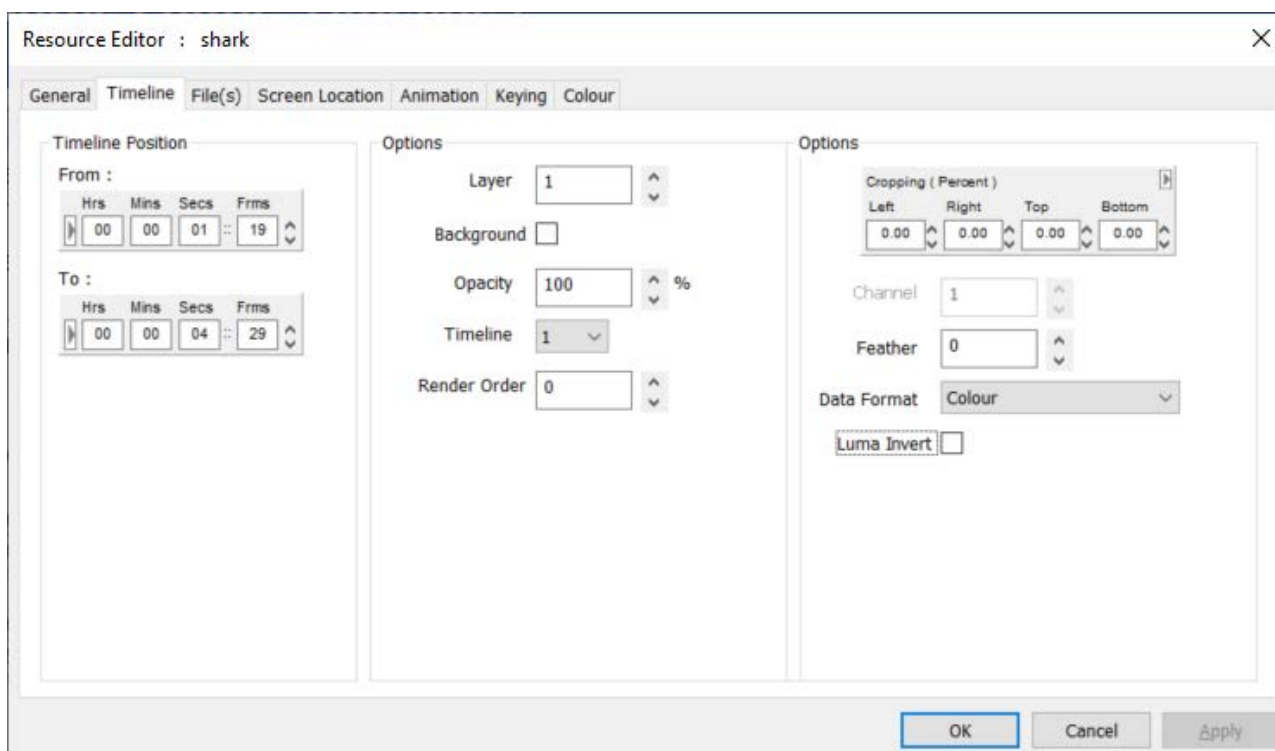 Resource Editor : shark
General Timeline File(s) Screen Location Animation Keying Colour
Timeline Position
From :
Hrs Mins Secs Frms
00 00 01 :: 19
To :
Hrs Mins Secs Frms
00 00 04 :: 29
Options
Layer 1
Background
Opacity 100 %
Timeline 1
Render Order 0
Options
Cropping ( Percent )
Left Right Top Bottom
0.00 0.00 0.00 0.00
Channel 1
Feather 0
Data Format Colour
Luma Invert
OK Cancel Apply